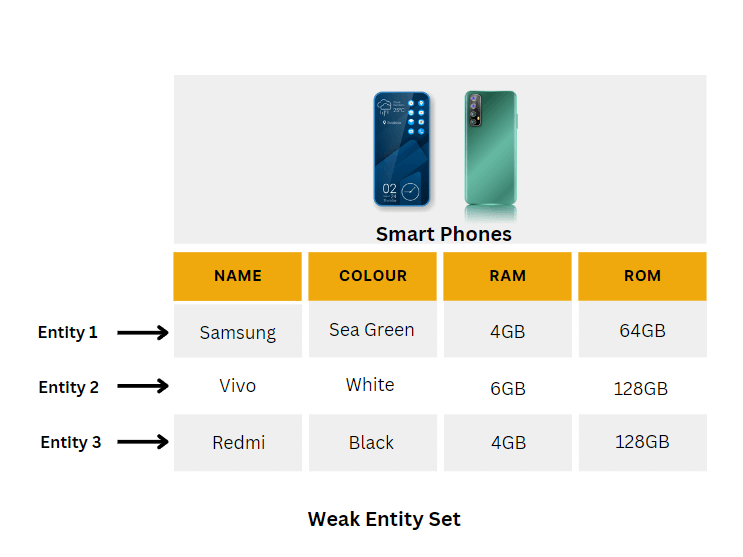 02
Smart Phones
NAME COLOUR RAM ROM
Entity 1 Samsung Sea Green 4GB 64GB
Entity 2 Vivo White 6GB 128GB
Entity 3 Redmi Black 4GB 128GB
Weak Entity Set